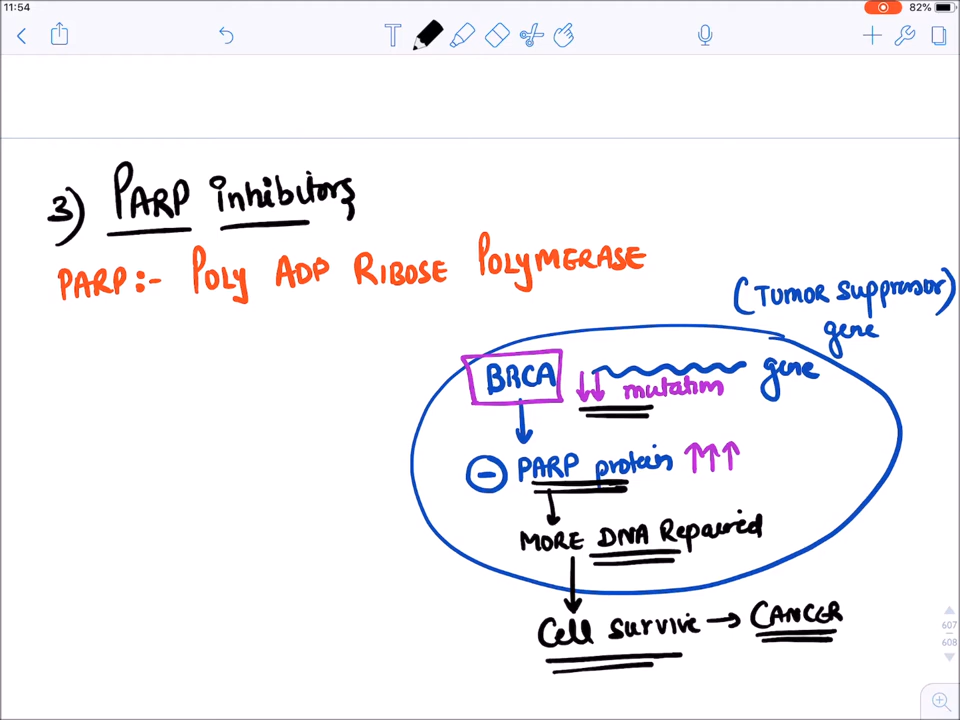 11:54
82%
T
3) PARP inhibitors
PARP:- POLY ADP RIBOSE POLYMERASE
(TUMOR SUPPRESSOR)
gene
BRCA gene
↓↓ mutation
⊖ PARP protein ↑↑↑
MORE DNA Repaired
Cell survive → CANCER
607
608